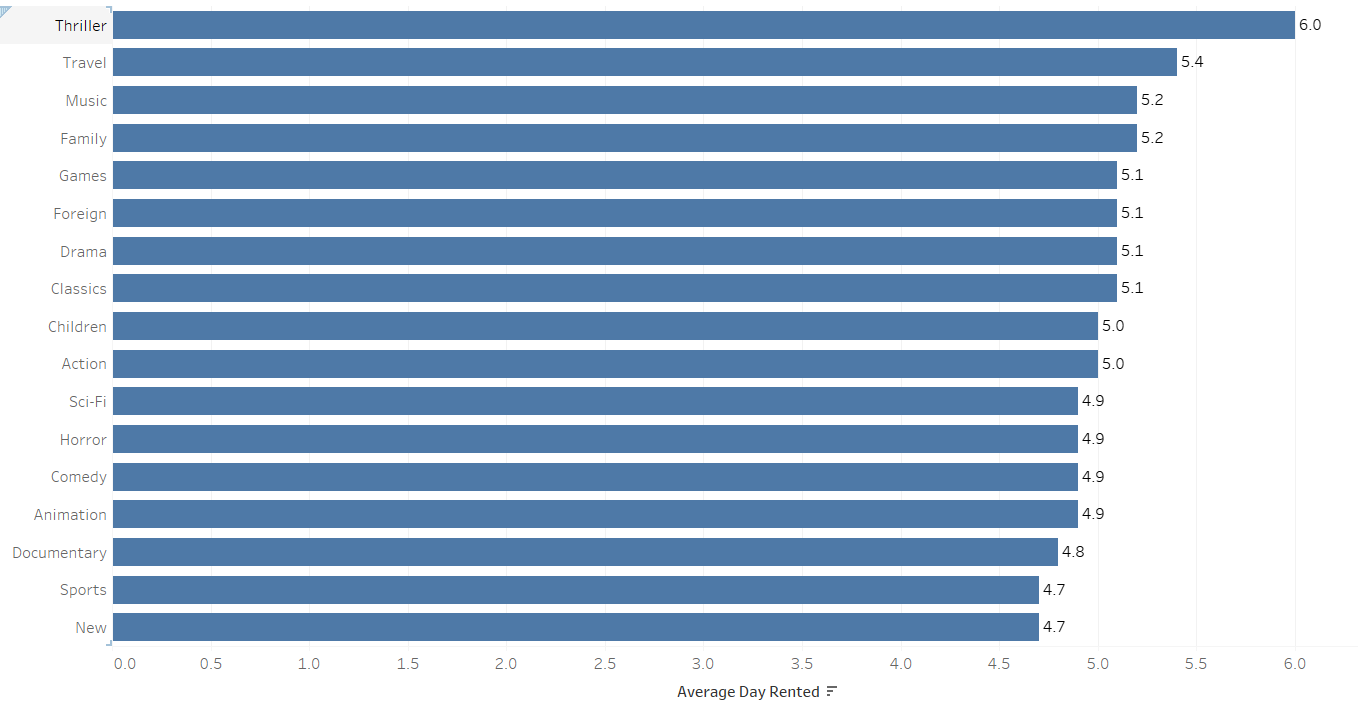 Thriller 6.0
Travel 5.4
Music 5.2
Family 5.2
Games 5.1
Foreign 5.1
Drama 5.1
Classics 5.1
Children 5.0
Action 5.0
Sci-Fi 4.9
Horror 4.9
Comedy 4.9
Animation 4.9
Documentary 4.8
Sports 4.7
New 4.7
0.0 0.5 1.0 1.5 2.0 2.5 3.0 3.5 4.0 4.5 5.0 5.5 6.0
Average Day Rented